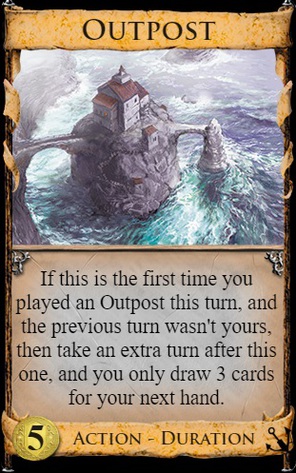 OUTPOST
If this is the first time you
played an Outpost this turn, and
the previous turn wasn't yours,
then take an extra turn after this
one, and you only draw 3 cards
for your next hand.
5 ACTION - DURATION